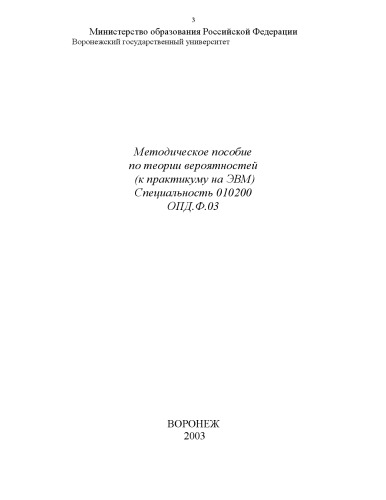 3
Министерство образования Российской Федерации
Воронежский государственный университет
Методическое пособие
по теории вероятностей
(к практикуму на ЭВМ)
Специальность 010200
ОПД.Ф.03
ВОРОНЕЖ
2003